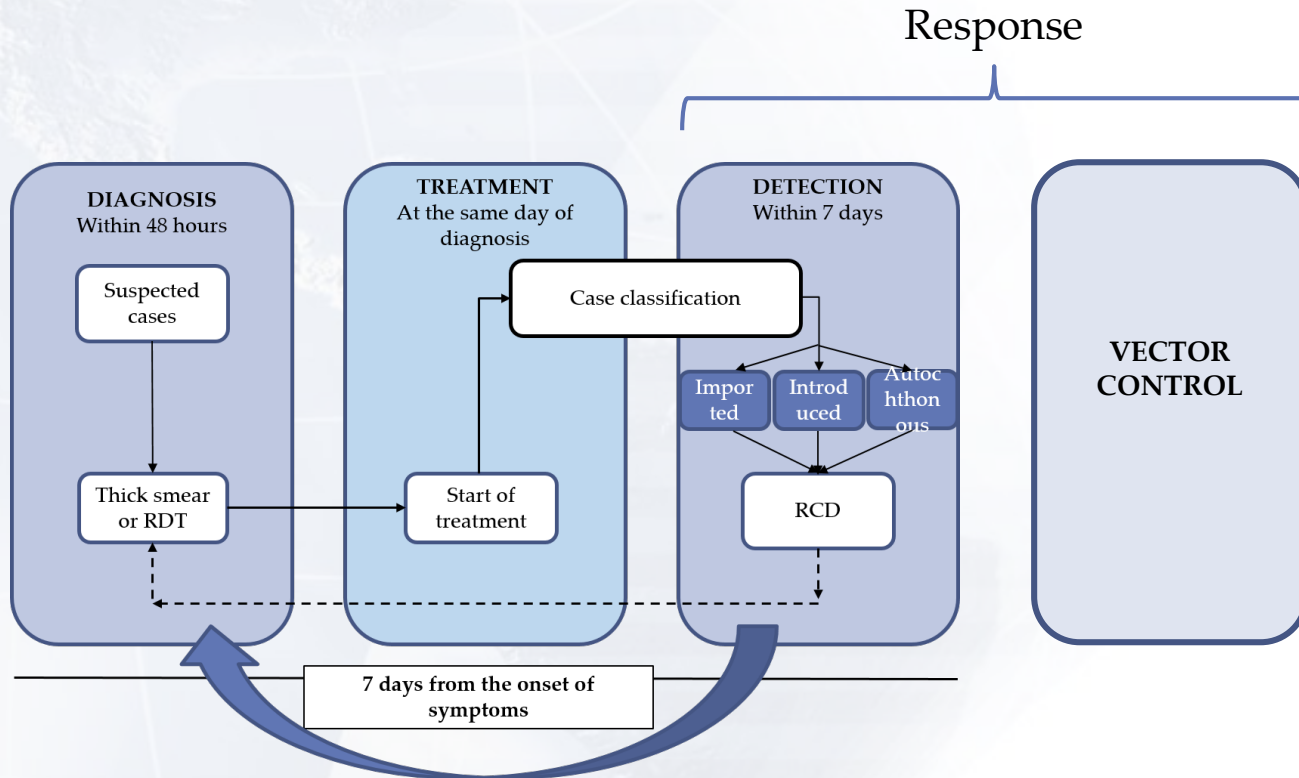 Response
DIAGNOSIS
Within 48 hours
Suspected
cases
Thick smear
or RDT
TREATMENT
At the same day of
diagnosis
Start of
treatment
DETECTION
Within 7 days
Case classification
Impor
ted
Introd
uced
Autoc
hthon
ous
RCD
VECTOR
CONTROL
7 days from the onset of
symptoms